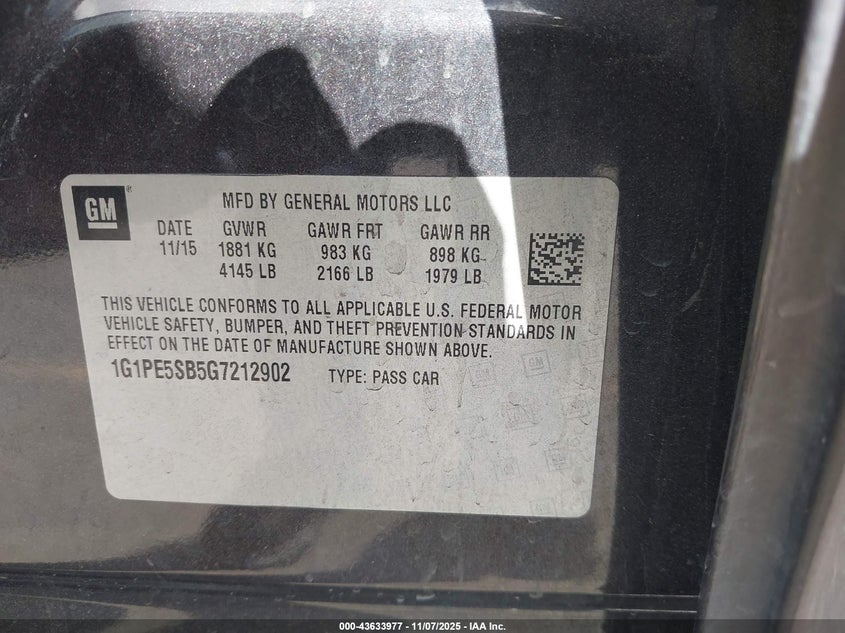 GM ®
MFD BY GENERAL MOTORS LLC
DATE GVWR GAWR FRT GAWR RR
11/15 1881 KG 983 KG 898 KG
4145 LB 2166 LB 1979 LB
THIS VEHICLE CONFORMS TO ALL APPLICABLE U.S. FEDERAL MOTOR
VEHICLE SAFETY, BUMPER, AND THEFT PREVENTION STANDARDS IN
EFFECT ON THE DATE OF MANUFACTURE SHOWN ABOVE.
1G1PE5SB5G7212902 TYPE: PASS CAR
000-43633977 — 11/07/2025 — IAA Inc.